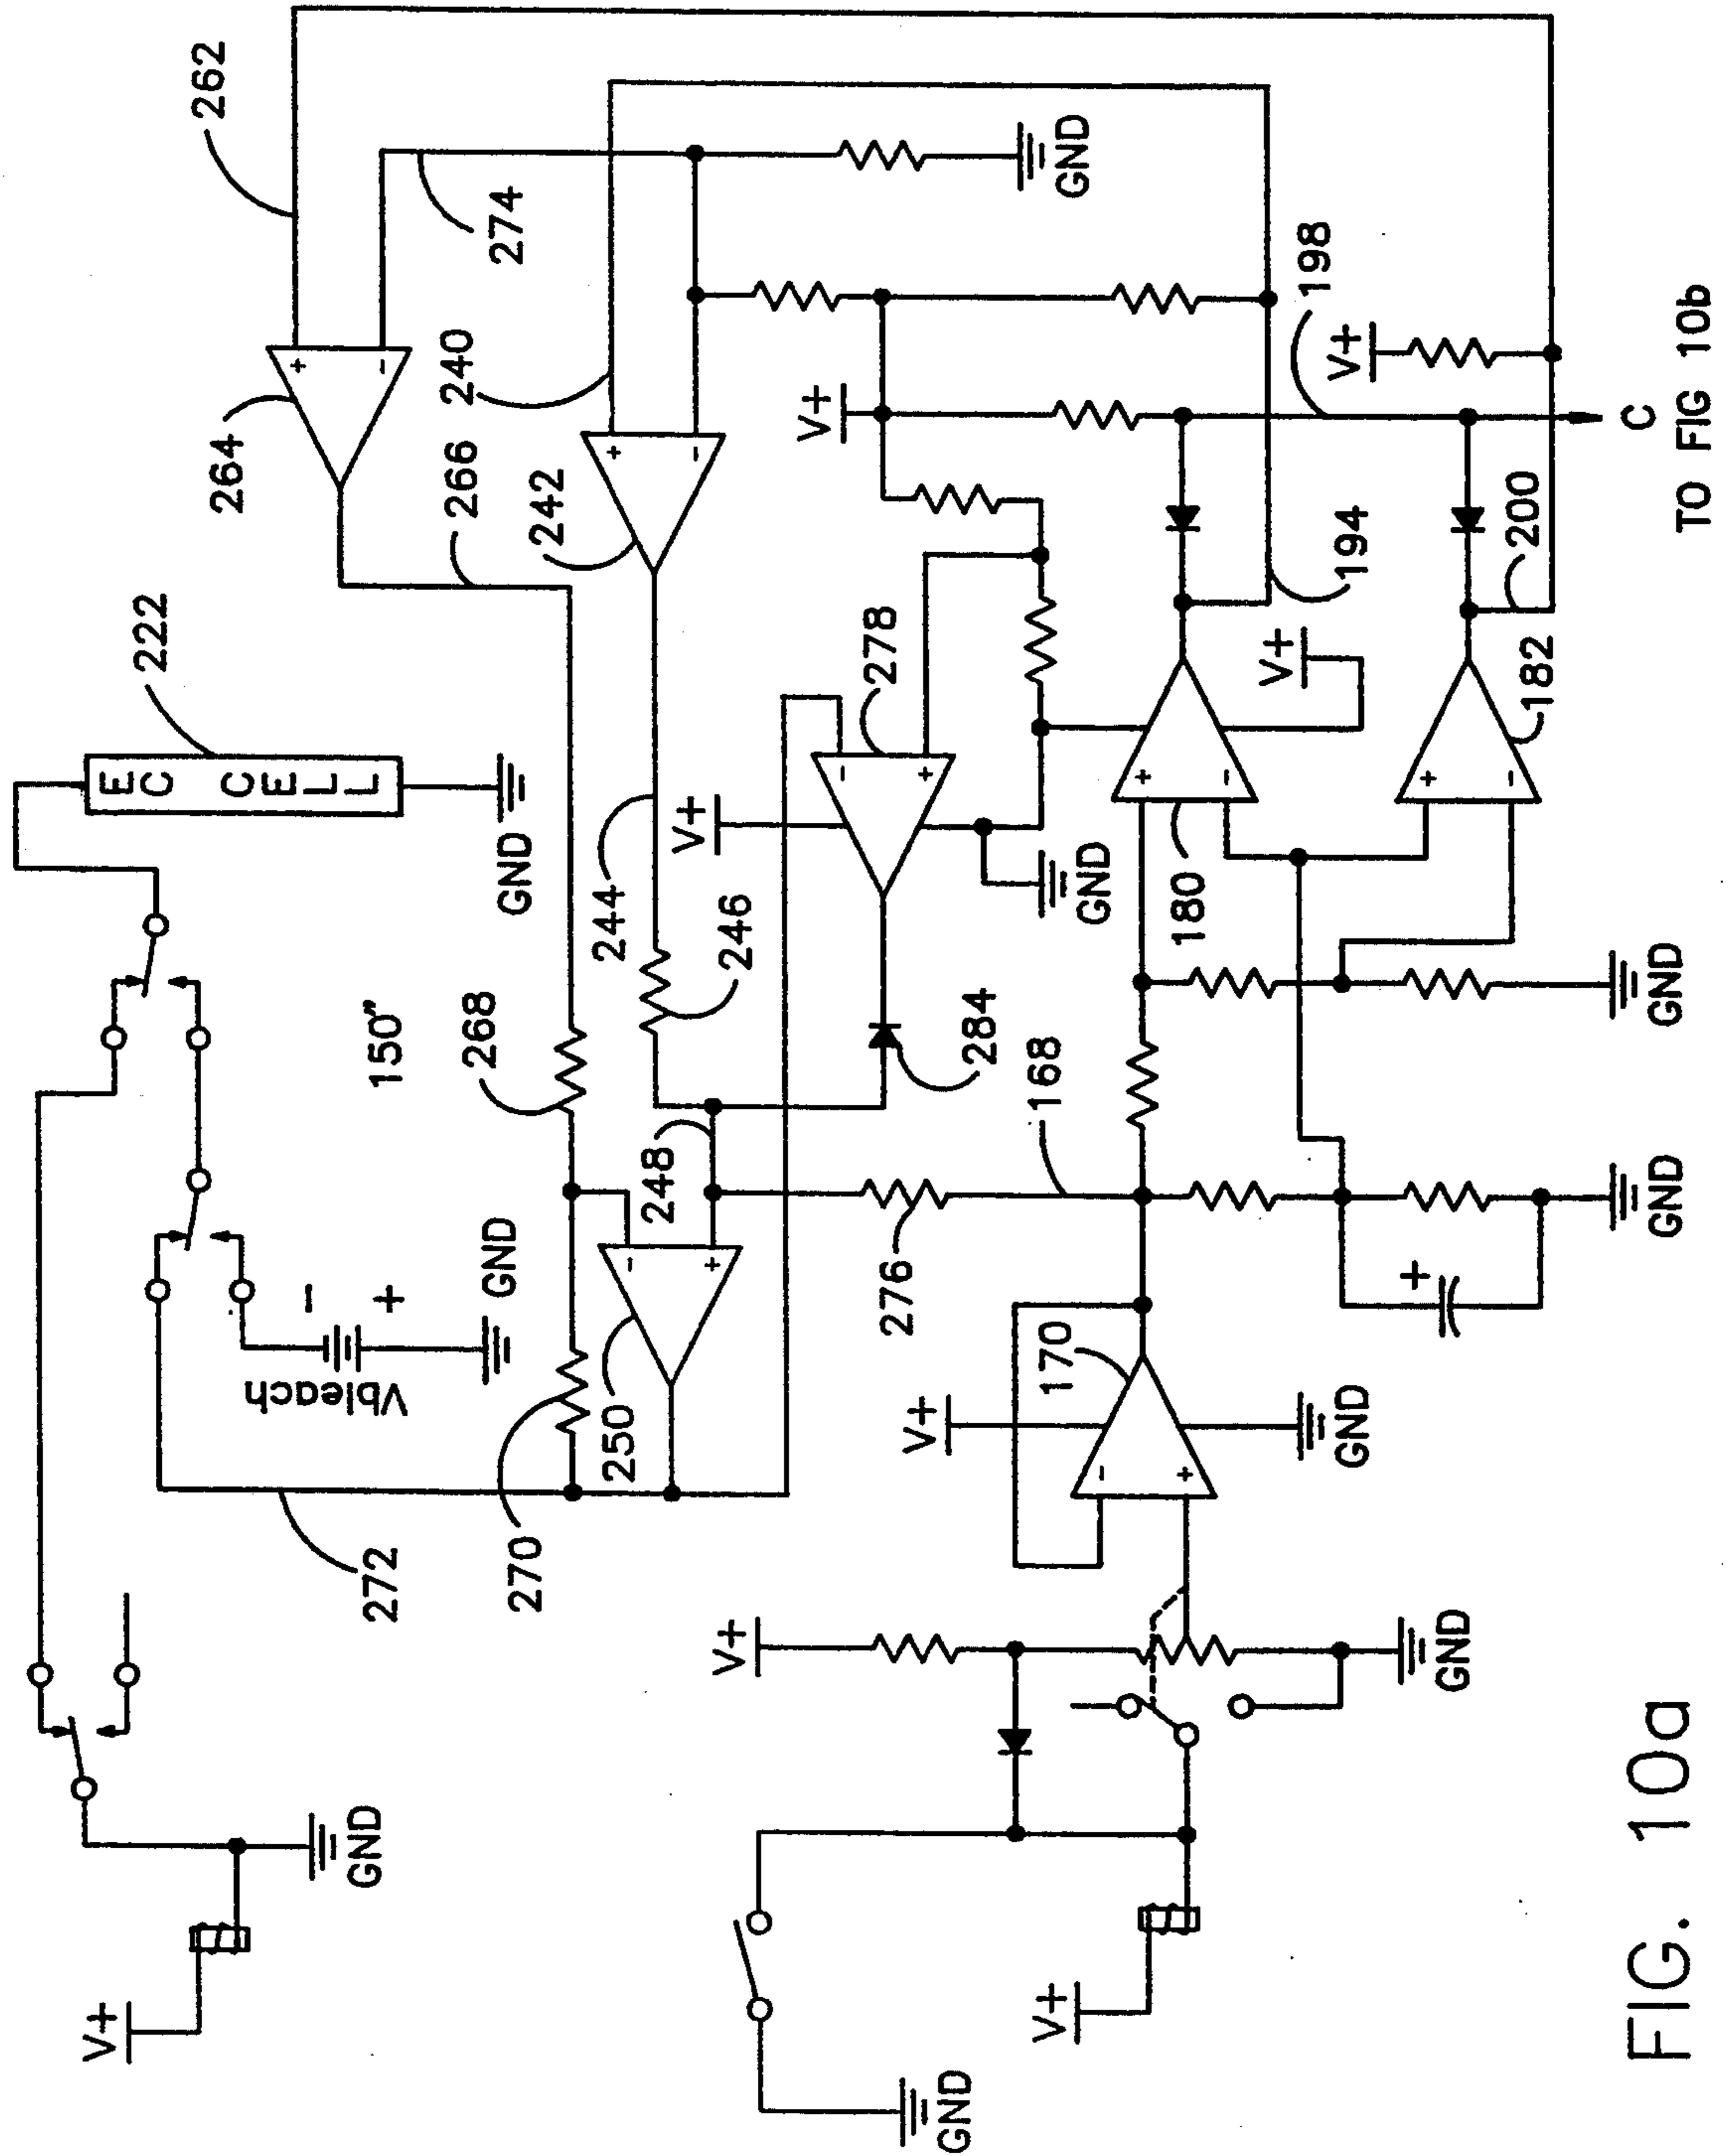 262
264
222
274
240
266
242
V+
150"
268
244
246
GND
278
GND
V+
EC CELL
GND
198
V+
C
TO FIG 10b
Vbleach
-
+
GND
248
284
GND
180
194
V+
200
182
272
270
250
276
168
170
V+
GND
+
GND
GND
V+
GND
V+
GND
V+
GND
+
-
+
-
-
+
-
+
+
-
+
-
-
+
FIG. 10a